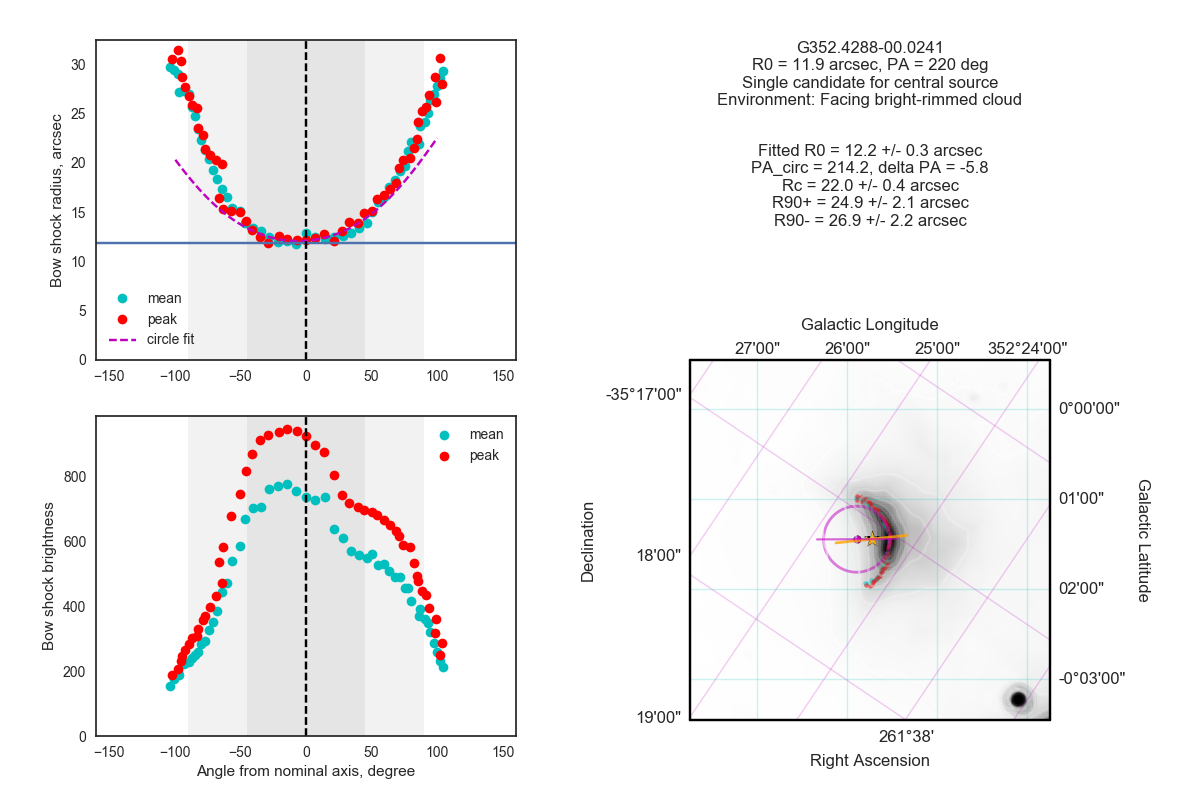 30
25
20
15
10
5
0
Bow shock radius, arcsec
mean
peak
circle fit
−150
−100
−50
0
50
100
150
800
600
400
200
0
Bow shock brightness
mean
peak
−150
−100
−50
0
50
100
150
Angle from nominal axis, degree
G352.4288-00.0241
R0 = 11.9 arcsec, PA = 220 deg
Single candidate for central source
Environment: Facing bright-rimmed cloud
Fitted R0 = 12.2 +/- 0.3 arcsec
PA_circ = 214.2, delta PA = -5.8
Rc = 22.0 +/- 0.4 arcsec
R90+ = 24.9 +/- 2.1 arcsec
R90- = 26.9 +/- 2.2 arcsec
Galactic Longitude
27'00" 26'00" 25'00" 352°24'00"
-35°17'00"
18'00"
19'00"
Declination
0°00'00"
01'00"
02'00"
-0°03'00"
Galactic Latitude
261°38'
Right Ascension